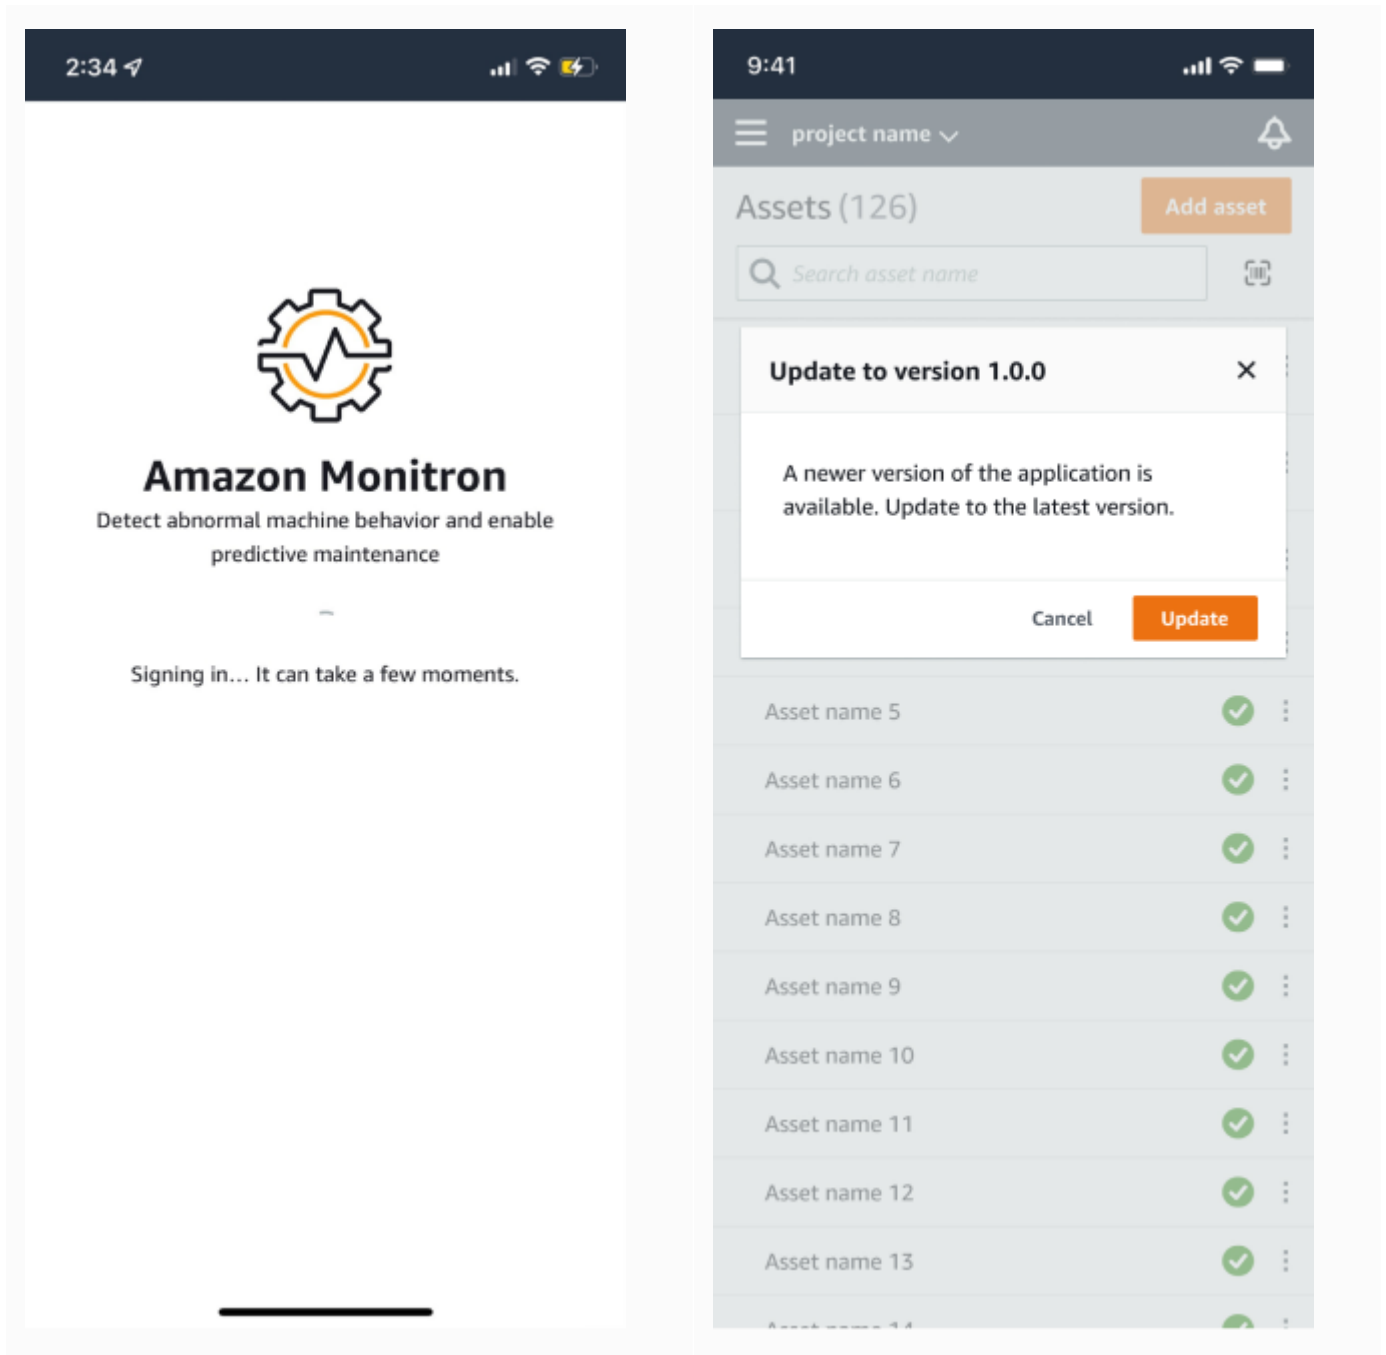 2:34
Amazon Monitron
Detect abnormal machine behavior and enable
predictive maintenance
Signing in... It can take a few moments.
9:41
project name
Assets (126)
Add asset
Search asset name
Update to version 1.0.0
A newer version of the application is
available. Update to the latest version.
Cancel
Update
Asset name 5
Asset name 6
Asset name 7
Asset name 8
Asset name 9
Asset name 10
Asset name 11
Asset name 12
Asset name 13
Asset name 14